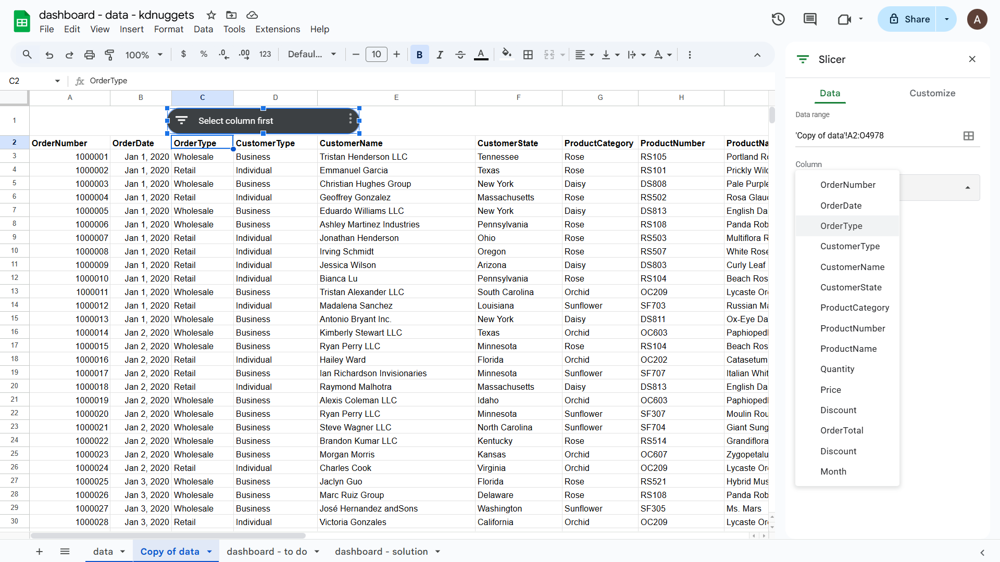 dashboard - data - kdnuggets
File Edit View Insert Format Data Tools Extensions Help
Share
A
100% $ % .0 .00 123 Defaul... 10 B I S A
C2 fx OrderType
Slicer
Data Customize
Data range
'Copy of data'!A2:O4978
Column
OrderNumber
OrderDate
OrderType
CustomerType
CustomerName
CustomerState
ProductCategory
ProductNumber
ProductName
Quantity
Price
Discount
OrderTotal
Discount
Month
A B C D E F G H
1 Select column first
2 OrderNumber OrderDate OrderType CustomerType CustomerName CustomerState ProductCategory ProductNumber ProductNa
3 1000001 Jan 1, 2020 Wholesale Business Tristan Henderson LLC Tennessee Rose RS105 Portland Ro
4 1000002 Jan 1, 2020 Retail Individual Emmanuel Garcia Texas Rose RS101 Prickly Wild
5 1000003 Jan 1, 2020 Wholesale Business Christian Hughes Group New York Daisy DS808 Pale Purple
6 1000004 Jan 1, 2020 Retail Individual Geoffrey Gonzalez Massachusetts Rose RS502 Rosa Glauc
7 1000005 Jan 1, 2020 Wholesale Business Eduardo Williams LLC New York Daisy DS813 English Da
8 1000006 Jan 1, 2020 Wholesale Business Ashley Martinez Industries Pennsylvania Rose RS108 Panda Rob
9 1000007 Jan 1, 2020 Retail Individual Jonathan Henderson Ohio Rose RS503 Multiflora R
10 1000008 Jan 1, 2020 Retail Individual Irving Schmidt Oregon Rose RS507 White Rose
11 1000009 Jan 1, 2020 Retail Individual Jessica Wilson Arizona Daisy DS803 Curly Leaf
12 1000010 Jan 1, 2020 Retail Individual Bianca Lu Pennsylvania Rose RS104 Beach Ros
13 1000011 Jan 1, 2020 Wholesale Business Tristan Alexander LLC South Carolina Orchid OC209 Lycaste Or
14 1000012 Jan 1, 2020 Retail Individual Madalena Sanchez Louisiana Sunflower SF703 Russian Ma
15 1000013 Jan 1, 2020 Wholesale Business Antonio Bryant Inc. New York Daisy DS811 Ox-Eye Da
16 1000014 Jan 2, 2020 Wholesale Business Kimberly Stewart LLC Texas Orchid OC603 Paphiopedi
17 1000015 Jan 2, 2020 Wholesale Business Ryan Perry LLC Minnesota Rose RS104 Beach Ros
18 1000016 Jan 2, 2020 Retail Individual Hailey Ward Florida Orchid OC202 Catasetum
19 1000017 Jan 2, 2020 Retail Business Ian Richardson Invisionaries Minnesota Sunflower SF707 Italian Whit
20 1000018 Jan 2, 2020 Retail Individual Raymond Malhotra Massachusetts Daisy DS813 English Da
21 1000019 Jan 2, 2020 Wholesale Business Alexis Coleman LLC Idaho Orchid OC603 Paphiopedi
22 1000020 Jan 2, 2020 Wholesale Business Ryan Perry LLC Minnesota Sunflower SF307 Moulin Rou
23 1000021 Jan 2, 2020 Wholesale Business Steve Wagner LLC North Carolina Sunflower SF704 Giant Sung
24 1000022 Jan 2, 2020 Wholesale Business Brandon Kumar LLC Kentucky Rose RS514 Grandiflora
25 1000023 Jan 2, 2020 Wholesale Business Morgan Morris Kansas Orchid OC607 Zygopetalu
26 1000024 Jan 2, 2020 Retail Individual Charles Cook Virginia Orchid OC209 Lycaste Or
27 1000025 Jan 3, 2020 Wholesale Business Jaclyn Guo Florida Rose RS521 Hybrid Mus
28 1000026 Jan 3, 2020 Wholesale Business Marc Ruiz Group Delaware Rose RS108 Panda Rob
29 1000027 Jan 3, 2020 Wholesale Business José Hernandez andSons Washington Sunflower SF305 Ms. Mars
30 1000028 Jan 3, 2020 Retail Individual Victoria Gonzales California Orchid OC209 Lycaste Or
data Copy of data dashboard - to do dashboard - solution